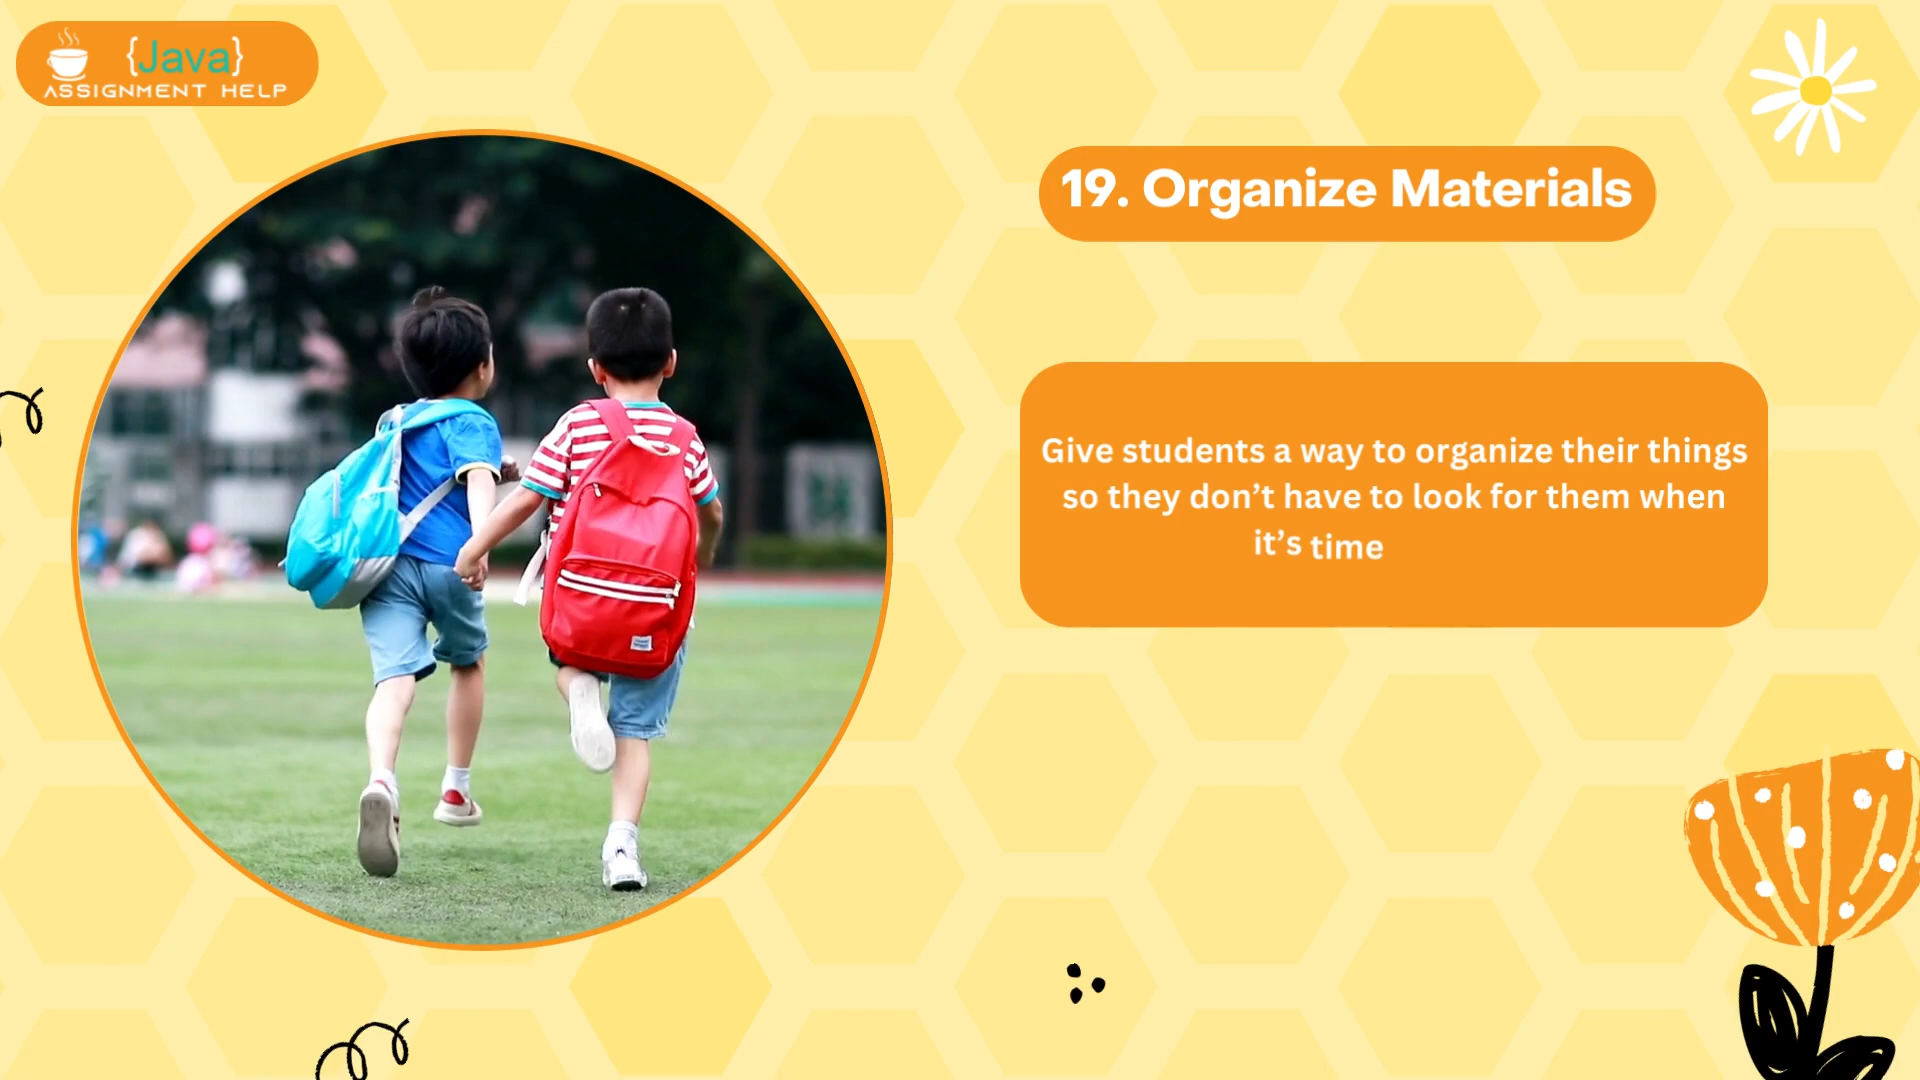 {Java}
ASSIGNMENT HELP
19. Organize Materials
Give students a way to organize their things
so they don’t have to look for them when
it’s time